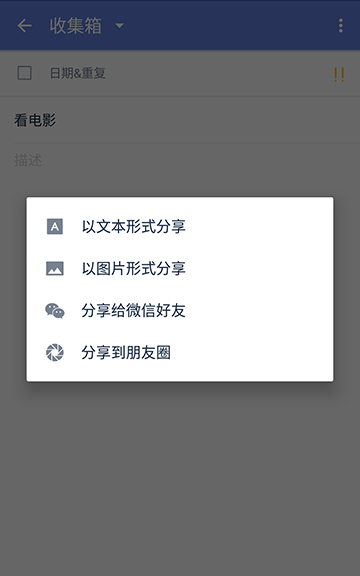 收集箱
日期&重复
!!
看电影
描述
A 以文本形式分享
以图片形式分享
分享给微信好友
分享到朋友圈